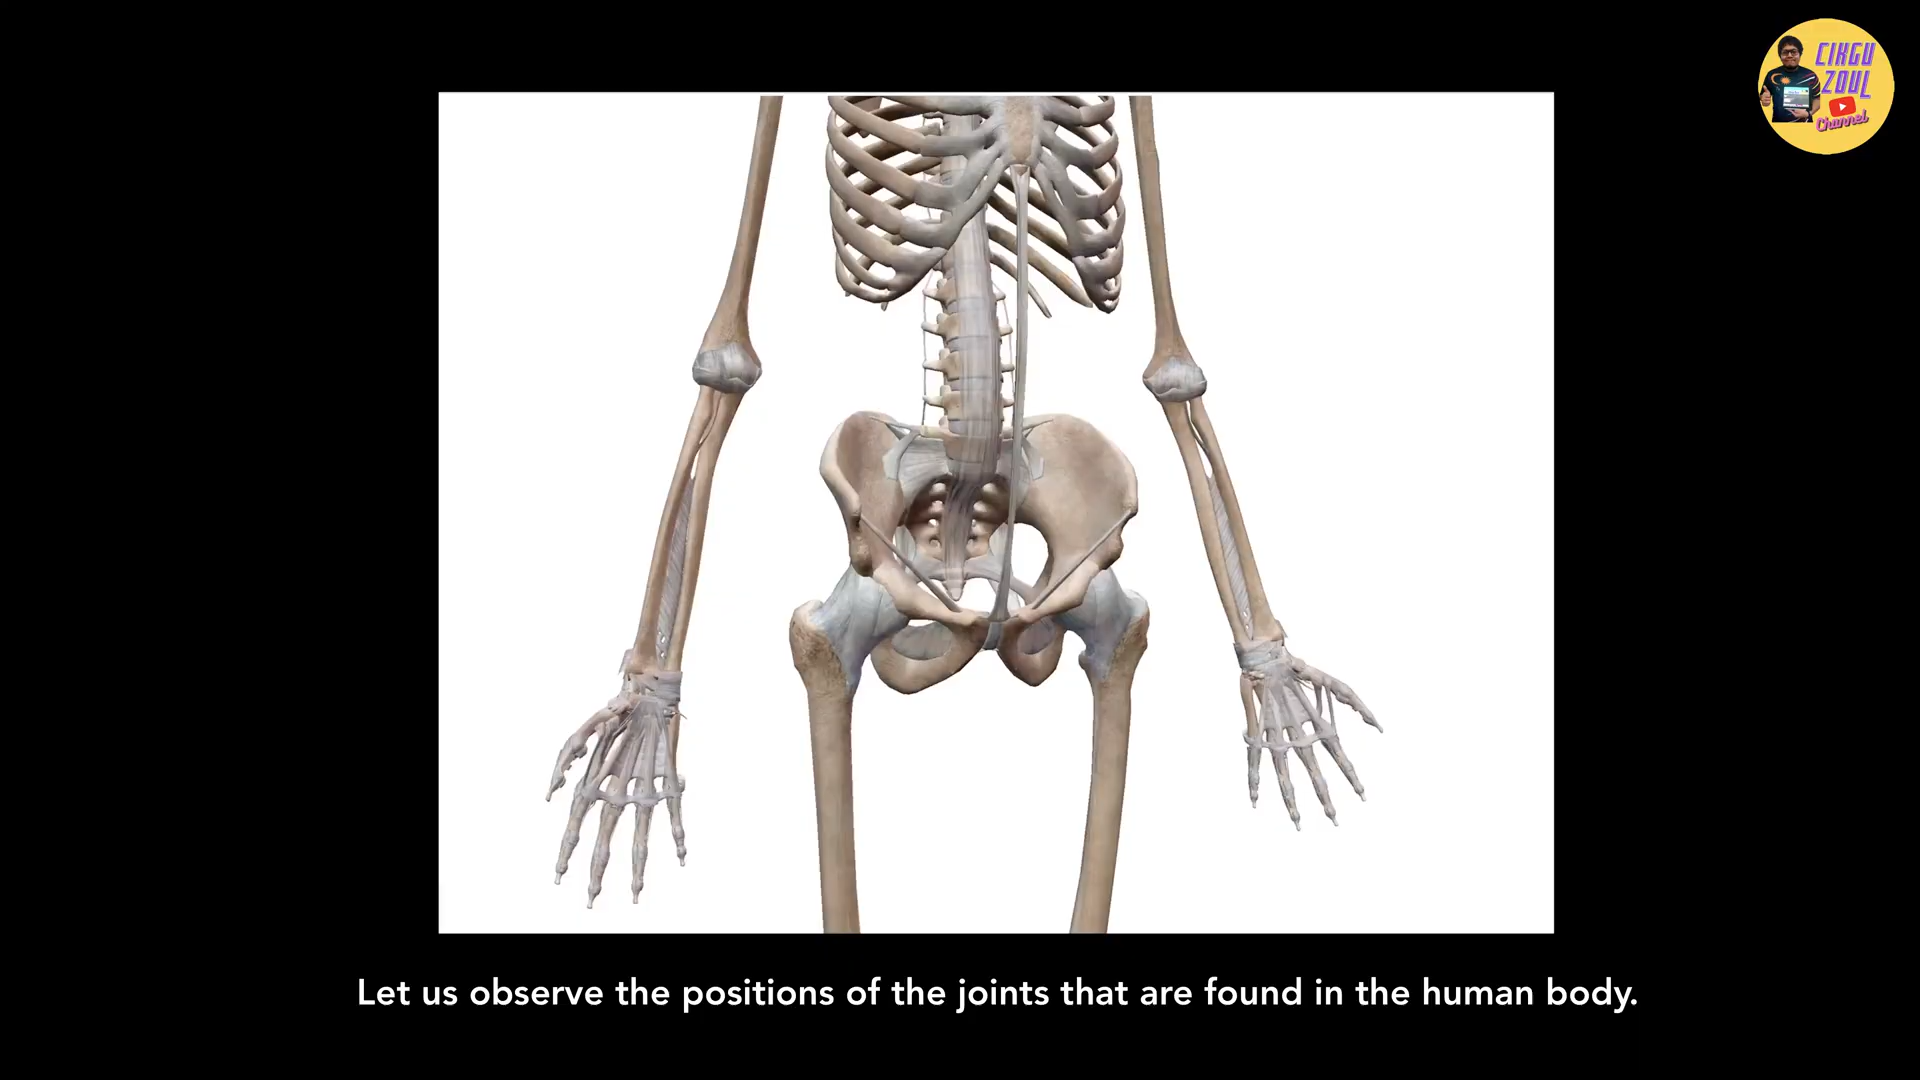 CIKGU
ZOUL
Channel
Let us observe the positions of the joints that are found in the human body.